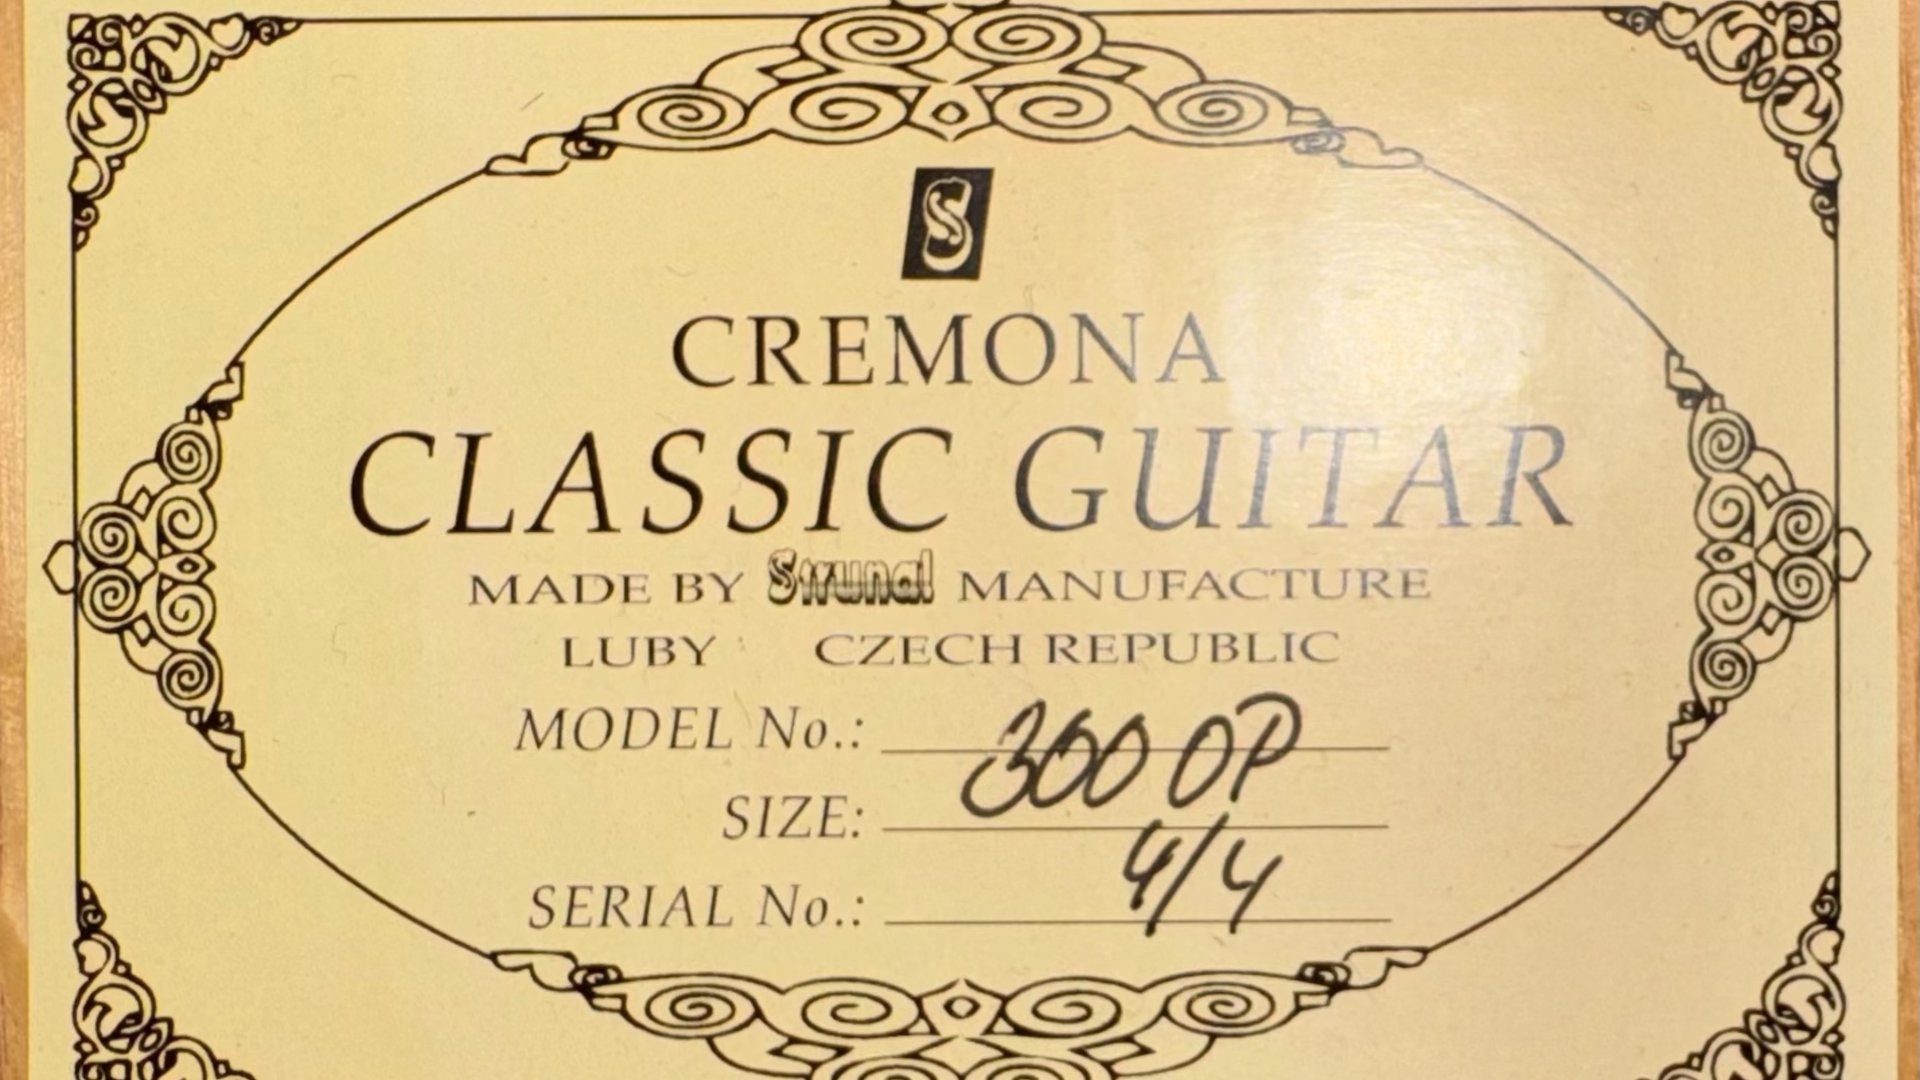 S
CREMONA
CLASSIC GUITAR
MADE BY Strunal MANUFACTURE
LUBY CZECH REPUBLIC
MODEL No.: 300 OP
SIZE: 4/4
SERIAL No.: